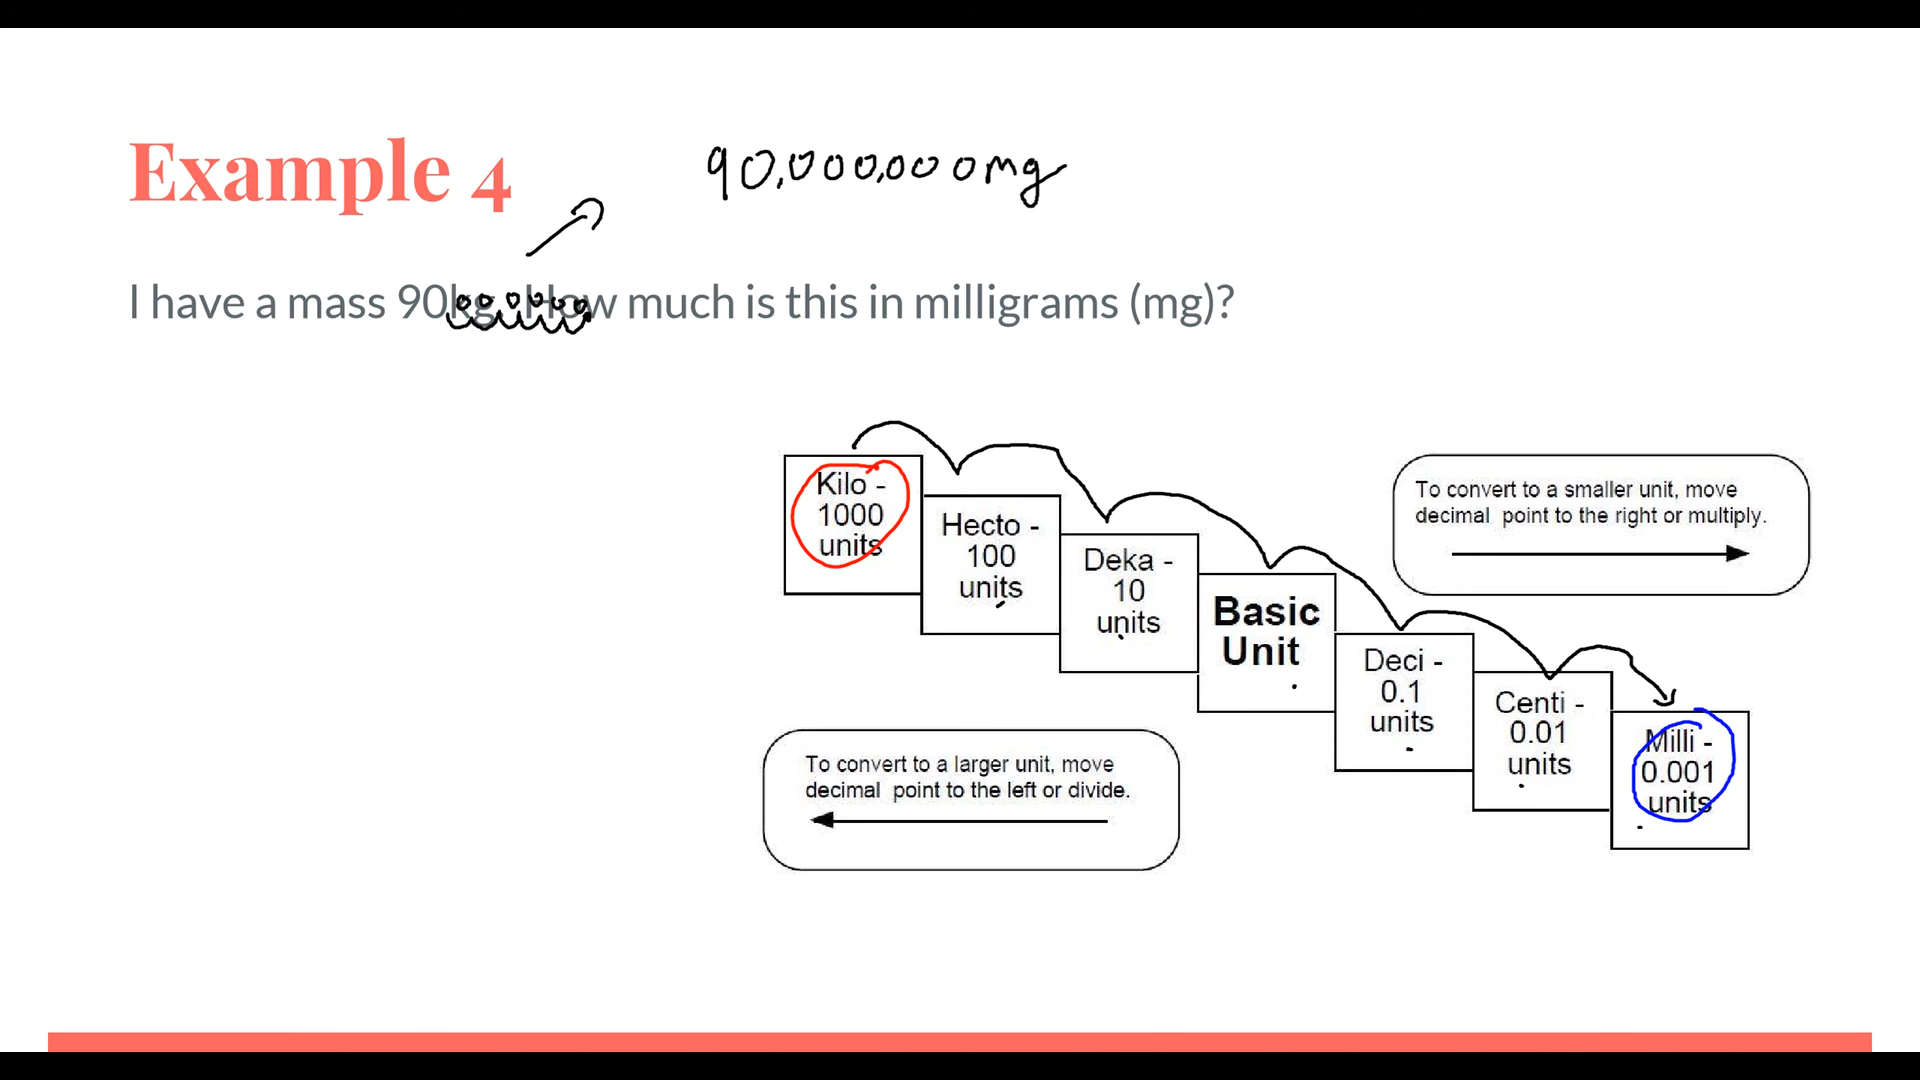 Example 4
90,000,000mg
I have a mass 90kg. How much is this in milligrams (mg)?
Kilo -
1000
units
Hecto -
100
units
Deka -
10
units
Basic
Unit
Deci -
0.1
units
Centi -
0.01
units
Milli -
0.001
units
To convert to a smaller unit, move
decimal point to the right or multiply.
To convert to a larger unit, move
decimal point to the left or divide.